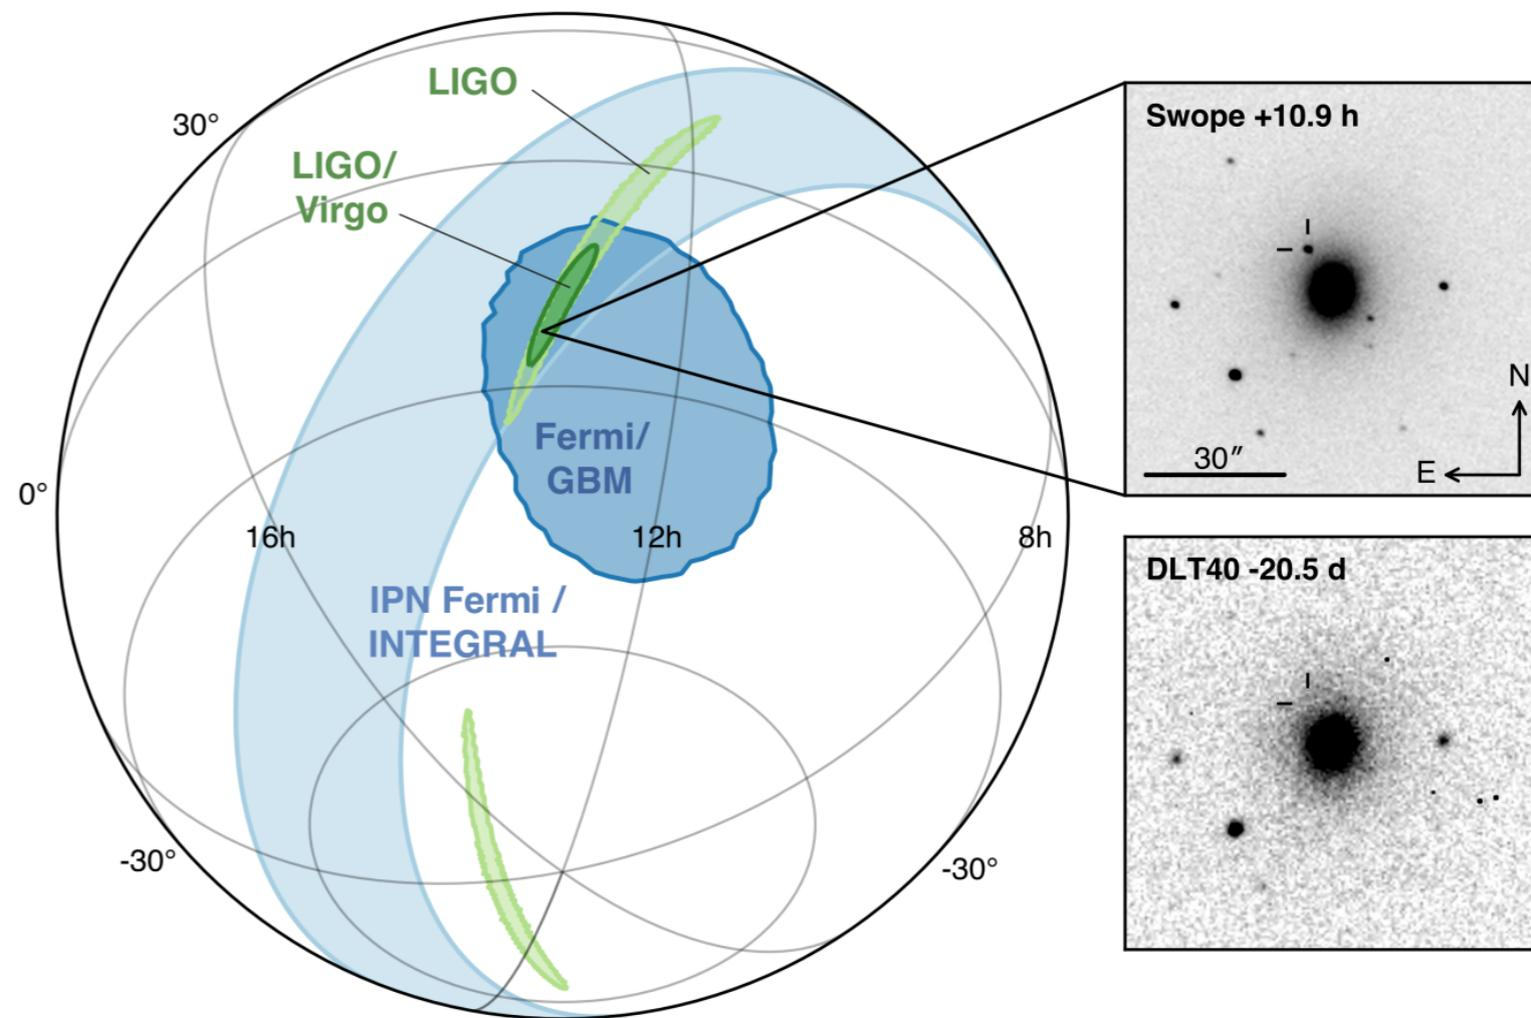 LIGO
30°
LIGO/
Virgo
Swope +10.9 h
N
30″
E
Fermi/
GBM
0°
16h
12h
8h
DLT40 -20.5 d
IPN Fermi /
INTEGRAL
-30°
-30°